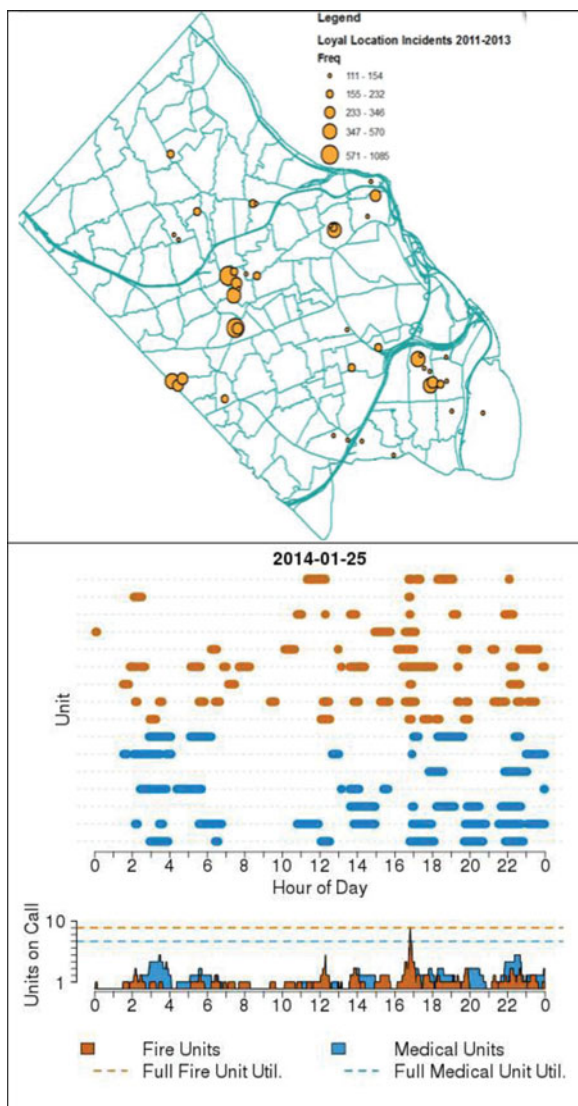 Legend
Loyal Location Incidents 2011-2013
Freq
111 - 154
155 - 232
233 - 346
347 - 570
571 - 1085
2014-01-25
Unit
0 2 4 6 8 10 12 14 16 18 20 22 0
Hour of Day
Units on Call
10
1
0 2 4 6 8 10 12 14 16 18 20 22 0
Fire Units Medical Units
Full Fire Unit Util. Full Medical Unit Util.